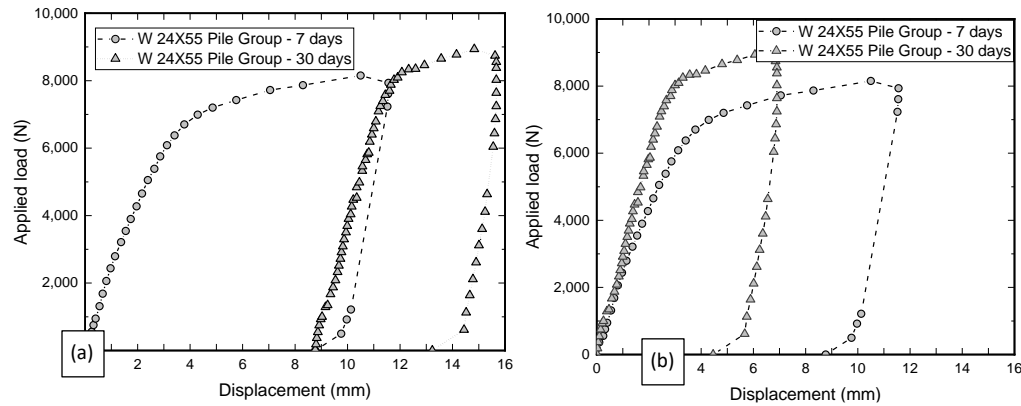 10,000
8,000
6,000
4,000
2,000
Applied load (N)
W 24X55 Pile Group - 7 days
W 24X55 Pile Group - 30 days
(a)
0 2 4 6 8 10 12 14 16
Displacement (mm)
10,000
8,000
6,000
4,000
2,000
0
Applied load (N)
W 24X55 Pile Group - 7 days
W 24X55 Pile Group - 30 days
(b)
0 2 4 6 8 10 12 14 16
Displacement (mm)